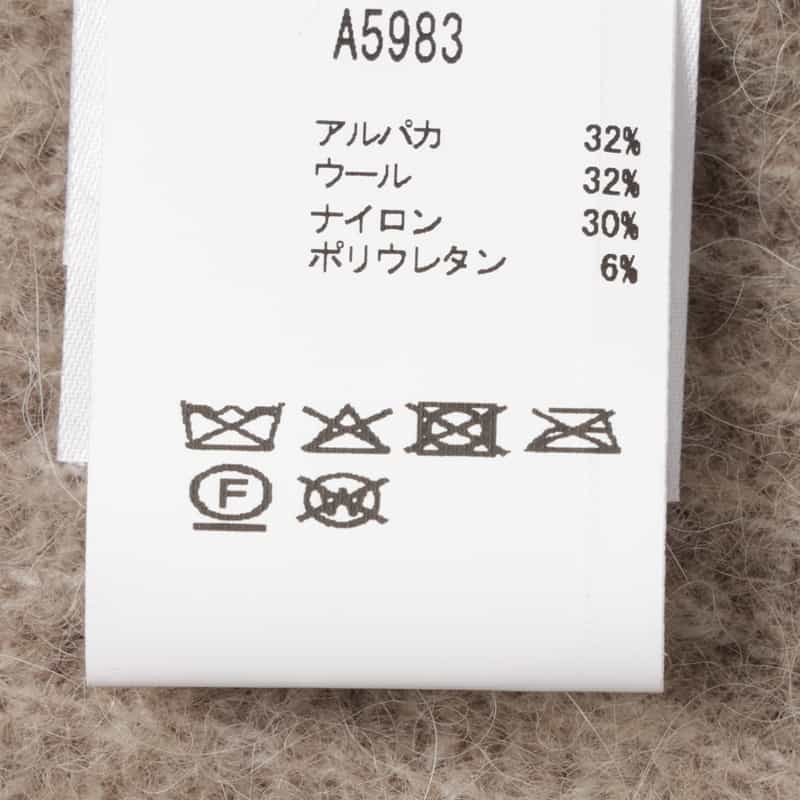 A5983
アルパカ 32%
ウール 32%
ナイロン 30%
ポリウレタン 6%
F W